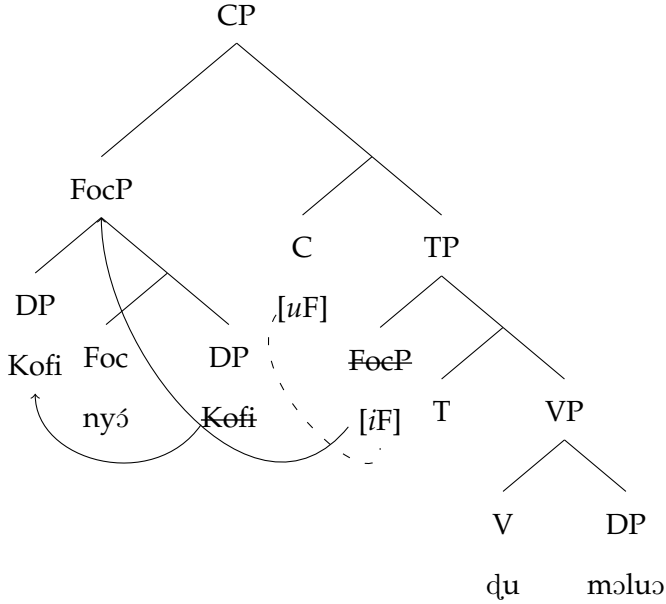 CP
FocP
C
TP
DP
[uF]
Kofi
Foc
DP
FocP
nyɔ́
Kofi
[iF]
T
VP
V
DP
ɖu
mɔluɔ